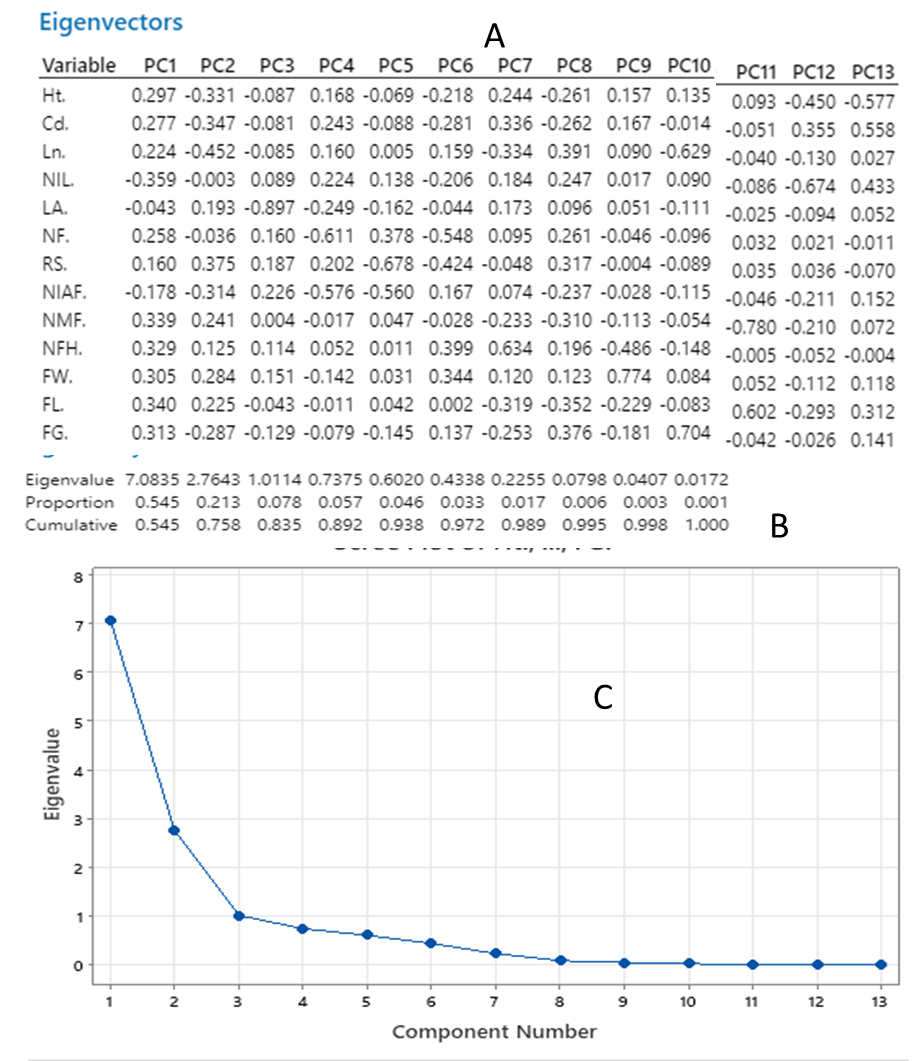 Eigenvectors
A
Variable PC1 PC2 PC3 PC4 PC5 PC6 PC7 PC8 PC9 PC10 PC11 PC12 PC13
Ht. 0.297 -0.331 -0.087 0.168 -0.069 -0.218 0.244 -0.261 0.157 0.135 0.093 -0.450 -0.577
Cd. 0.277 -0.347 -0.081 0.243 -0.088 -0.281 0.336 -0.262 0.167 -0.014 -0.051 0.355 0.558
Ln. 0.224 -0.452 -0.085 0.160 0.005 0.159 -0.334 0.391 0.090 -0.629 -0.040 -0.130 0.027
NIL. -0.359 -0.003 0.089 0.224 0.138 -0.206 0.184 0.247 0.017 0.090 -0.086 -0.674 0.433
LA. -0.043 0.193 -0.897 -0.249 -0.162 -0.044 0.173 0.096 0.051 -0.111 -0.025 -0.094 0.052
NF. 0.258 -0.036 0.160 -0.611 0.378 -0.548 0.095 0.261 -0.046 -0.096 0.032 0.021 -0.011
RS. 0.160 0.375 0.187 0.202 -0.678 -0.424 -0.048 0.317 -0.004 -0.089 0.035 0.036 -0.070
NIAF. -0.178 -0.314 0.226 -0.576 -0.560 0.167 0.074 -0.237 -0.028 -0.115 -0.046 -0.211 0.152
NMF. 0.339 0.241 0.004 -0.017 0.047 -0.028 -0.233 -0.310 -0.113 -0.054 -0.780 -0.210 0.072
NFH. 0.329 0.125 0.114 0.052 0.011 0.399 0.634 0.196 -0.486 -0.148 -0.005 -0.052 -0.004
FW. 0.305 0.284 0.151 -0.142 0.031 0.344 0.120 0.123 0.774 0.084 0.052 -0.112 0.118
FL. 0.340 0.225 -0.043 -0.011 0.042 0.002 -0.319 -0.352 -0.229 -0.083 0.602 -0.293 0.312
FG. 0.313 -0.287 -0.129 -0.079 -0.145 0.137 -0.253 0.376 -0.181 0.704 -0.042 -0.026 0.141
Eigenvalue 7.0835 2.7643 1.0114 0.7375 0.6020 0.4338 0.2255 0.0798 0.0407 0.0172
Proportion 0.545 0.213 0.078 0.057 0.046 0.033 0.017 0.006 0.003 0.001
Cumulative 0.545 0.758 0.835 0.892 0.938 0.972 0.989 0.995 0.998 1.000
B
8
7
6
5
4
3
2
1
0
Eigenvalue
C
1 2 3 4 5 6 7 8 9 10 11 12 13
Component Number